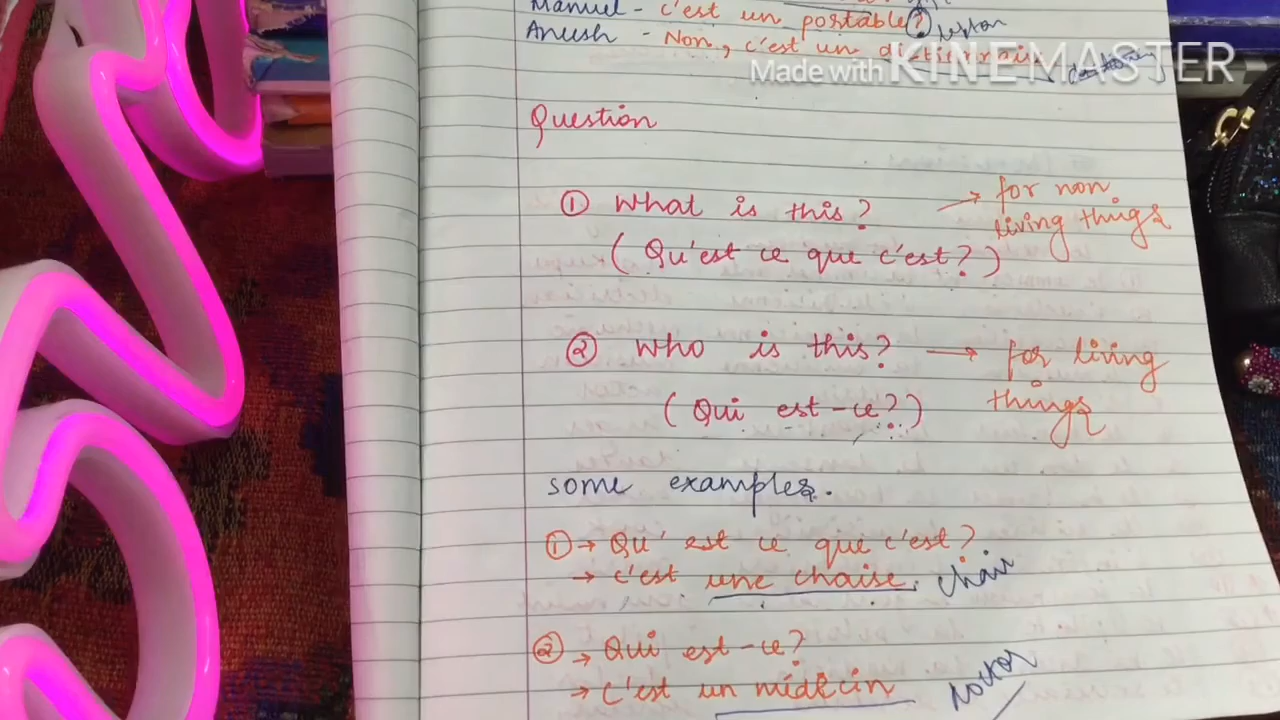 Manuel - C'est un portable?
Anush - Non, c'est un dictionnaire
Made with KINEMASTER
Question
① What is this? → for non living things
(Qu'est ce que c'est?)
② Who is this? → for living things
(Qui est-ce?)
some examples.
① → Qu'est ce que c'est?
→ C'est une chaise. chair
② → Qui est-ce?
→ C'est un médecin Doctor